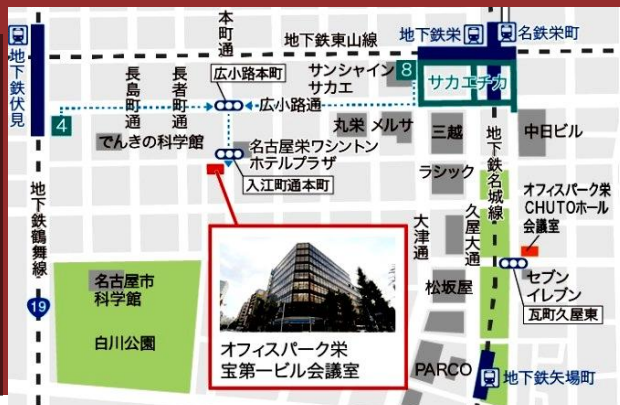 本町通
地下鉄東山線
地下鉄栄
名鉄栄町
地下鉄伏見
長島町通
長者町通
広小路本町
サンシャイン
サカエ
8
サカエチカ
4
広小路通
でんきの科学館
名古屋栄ワシントン
ホテルプラザ
丸栄 メルサ
三越
地下鉄名城線
中日ビル
入江町通本町
ラシック
オフィスパーク栄
CHUTOホール
会議室
地下鉄鶴舞線
大津通
久屋大通
名古屋市
科学館
松坂屋
セブン
イレブン
瓦町久屋東
19
白川公園
オフィスパーク栄
宝第一ビル会議室
PARCO
地下鉄矢場町